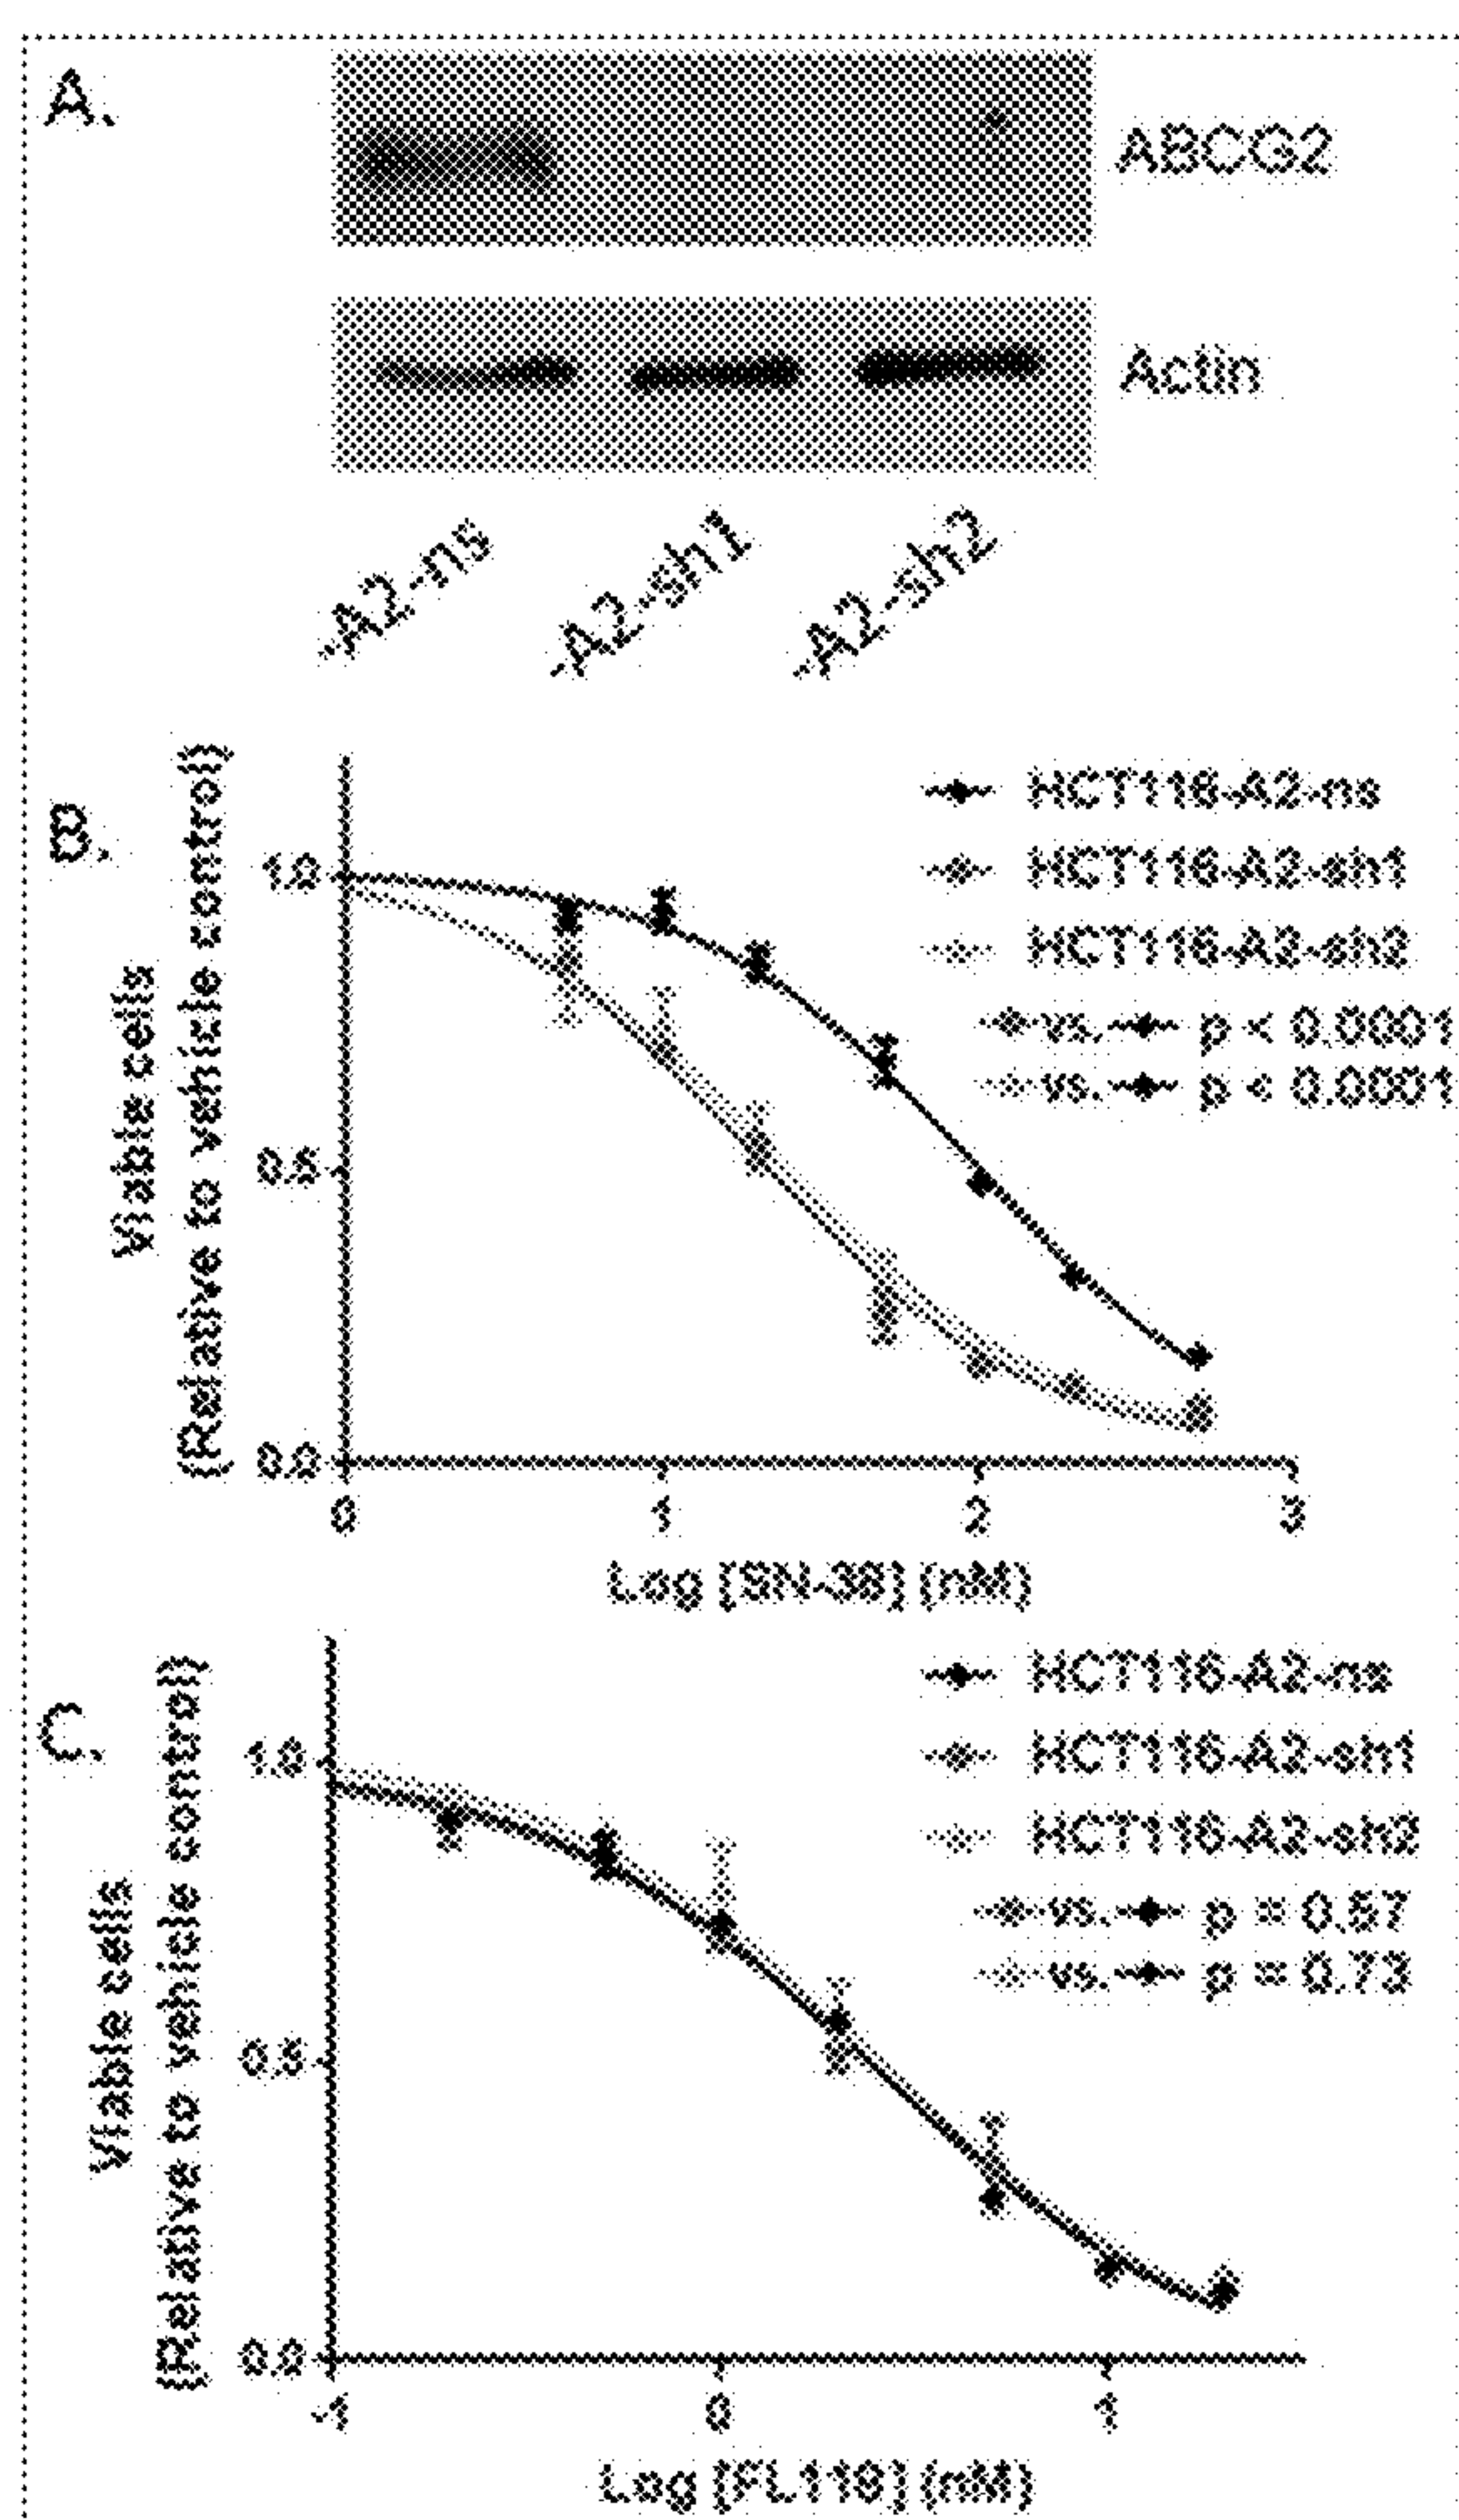 A.
ABCG2
Actin
-A2-ns
-A2-sh1
-A2-sh2
B.
Viable cells
(Relative to vehicle control)
HCT116-A2-ns
HCT116-A2-sh1
HCT116-A2-sh2
vs. p < 0.0001
vs. p < 0.0001
1.0
0.5
0.0
0
1
2
3
Log [SN-38] (nM)
C.
Viable cells
(Relative to vehicle control)
HCT116-A2-ns
HCT116-A2-sh1
HCT116-A2-sh2
vs. p =
vs. p = 0.73
1.0
0.5
0.0
-1
0
1
Log [FL118] (nM)